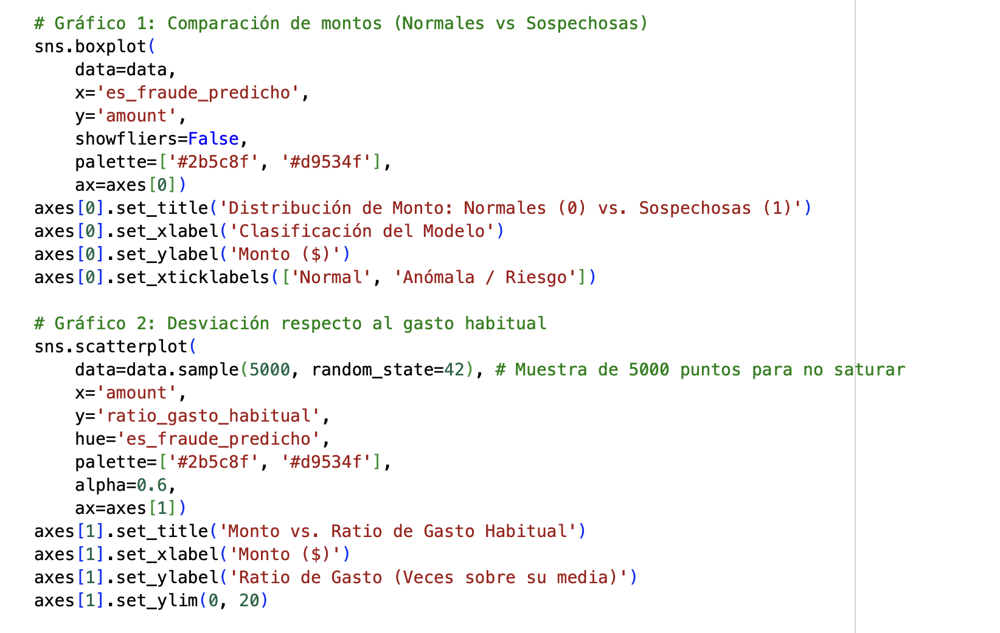 # Gráfico 1: Comparación de montos (Normales vs Sospechosas)
sns.boxplot(
    data=data,
    x='es_fraude_predicho',
    y='amount',
    showfliers=False,
    palette=['#2b5c8f', '#d9534f'],
    ax=axes[0])
axes[0].set_title('Distribución de Monto: Normales (0) vs. Sospechosas (1)')
axes[0].set_xlabel('Clasificación del Modelo')
axes[0].set_ylabel('Monto ($)')
axes[0].set_xticklabels(['Normal', 'Anómala / Riesgo'])

# Gráfico 2: Desviación respecto al gasto habitual
sns.scatterplot(
    data=data.sample(5000, random_state=42), # Muestra de 5000 puntos para no saturar
    x='amount',
    y='ratio_gasto_habitual',
    hue='es_fraude_predicho',
    palette=['#2b5c8f', '#d9534f'],
    alpha=0.6,
    ax=axes[1])
axes[1].set_title('Monto vs. Ratio de Gasto Habitual')
axes[1].set_xlabel('Monto ($)')
axes[1].set_ylabel('Ratio de Gasto (Veces sobre su media)')
axes[1].set_ylim(0, 20)